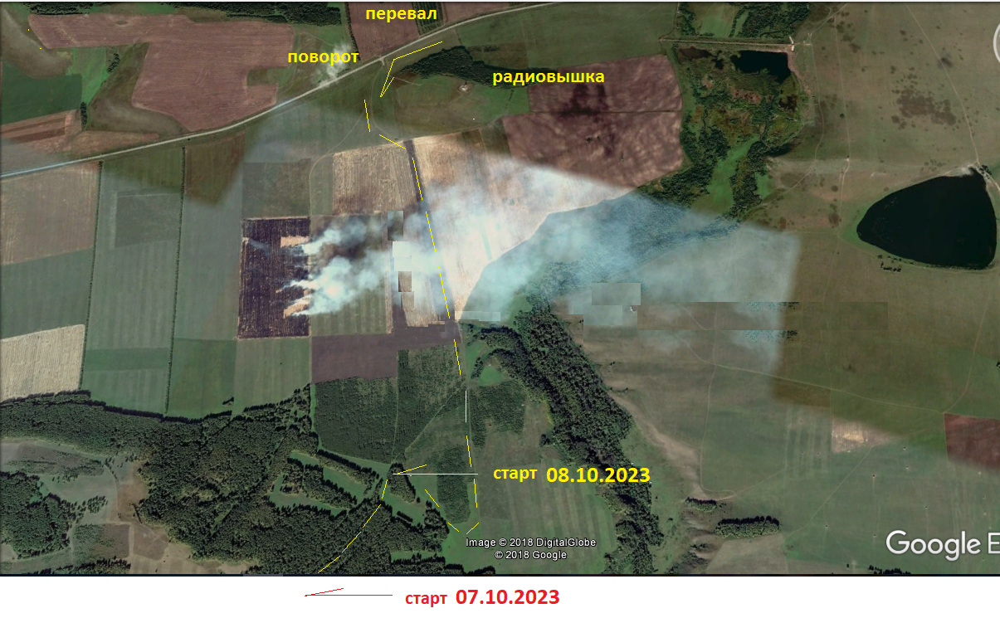 перевал
поворот
радиовышка
старт 08.10.2023
Image © 2018 DigitalGlobe
© 2018 Google
Google E
старт 07.10.2023